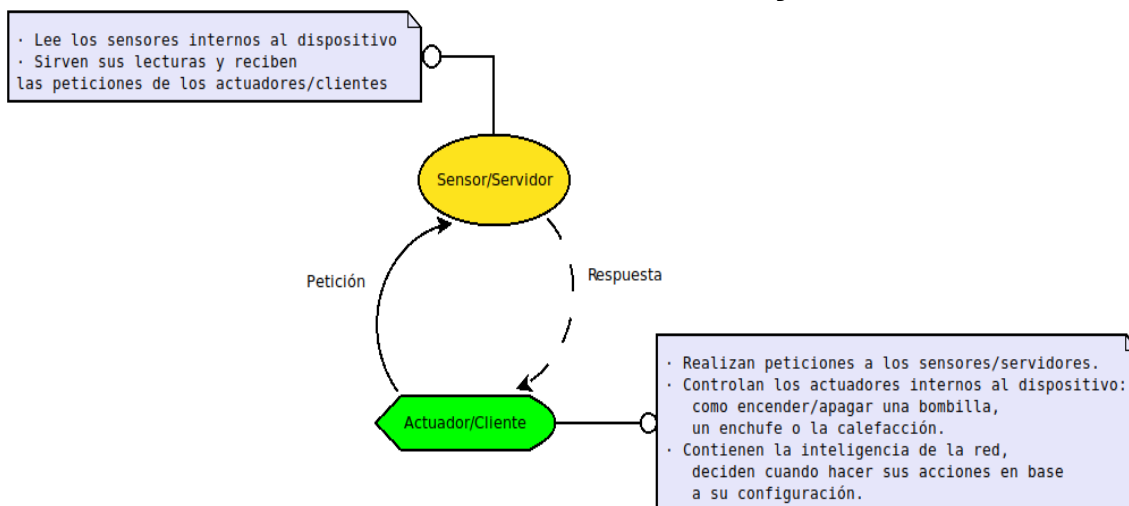 · Lee los sensores internos al dispositivo
· Sirven sus lecturas y reciben
las peticiones de los actuadores/clientes
Sensor/Servidor
Petición
Respuesta
Actuador/Cliente
· Realizan peticiones a los sensores/servidores.
· Controlan los actuadores internos al dispositivo:
como encender/apagar una bombilla,
un enchufe o la calefacción.
· Contienen la inteligencia de la red,
deciden cuando hacer sus acciones en base
a su configuración.